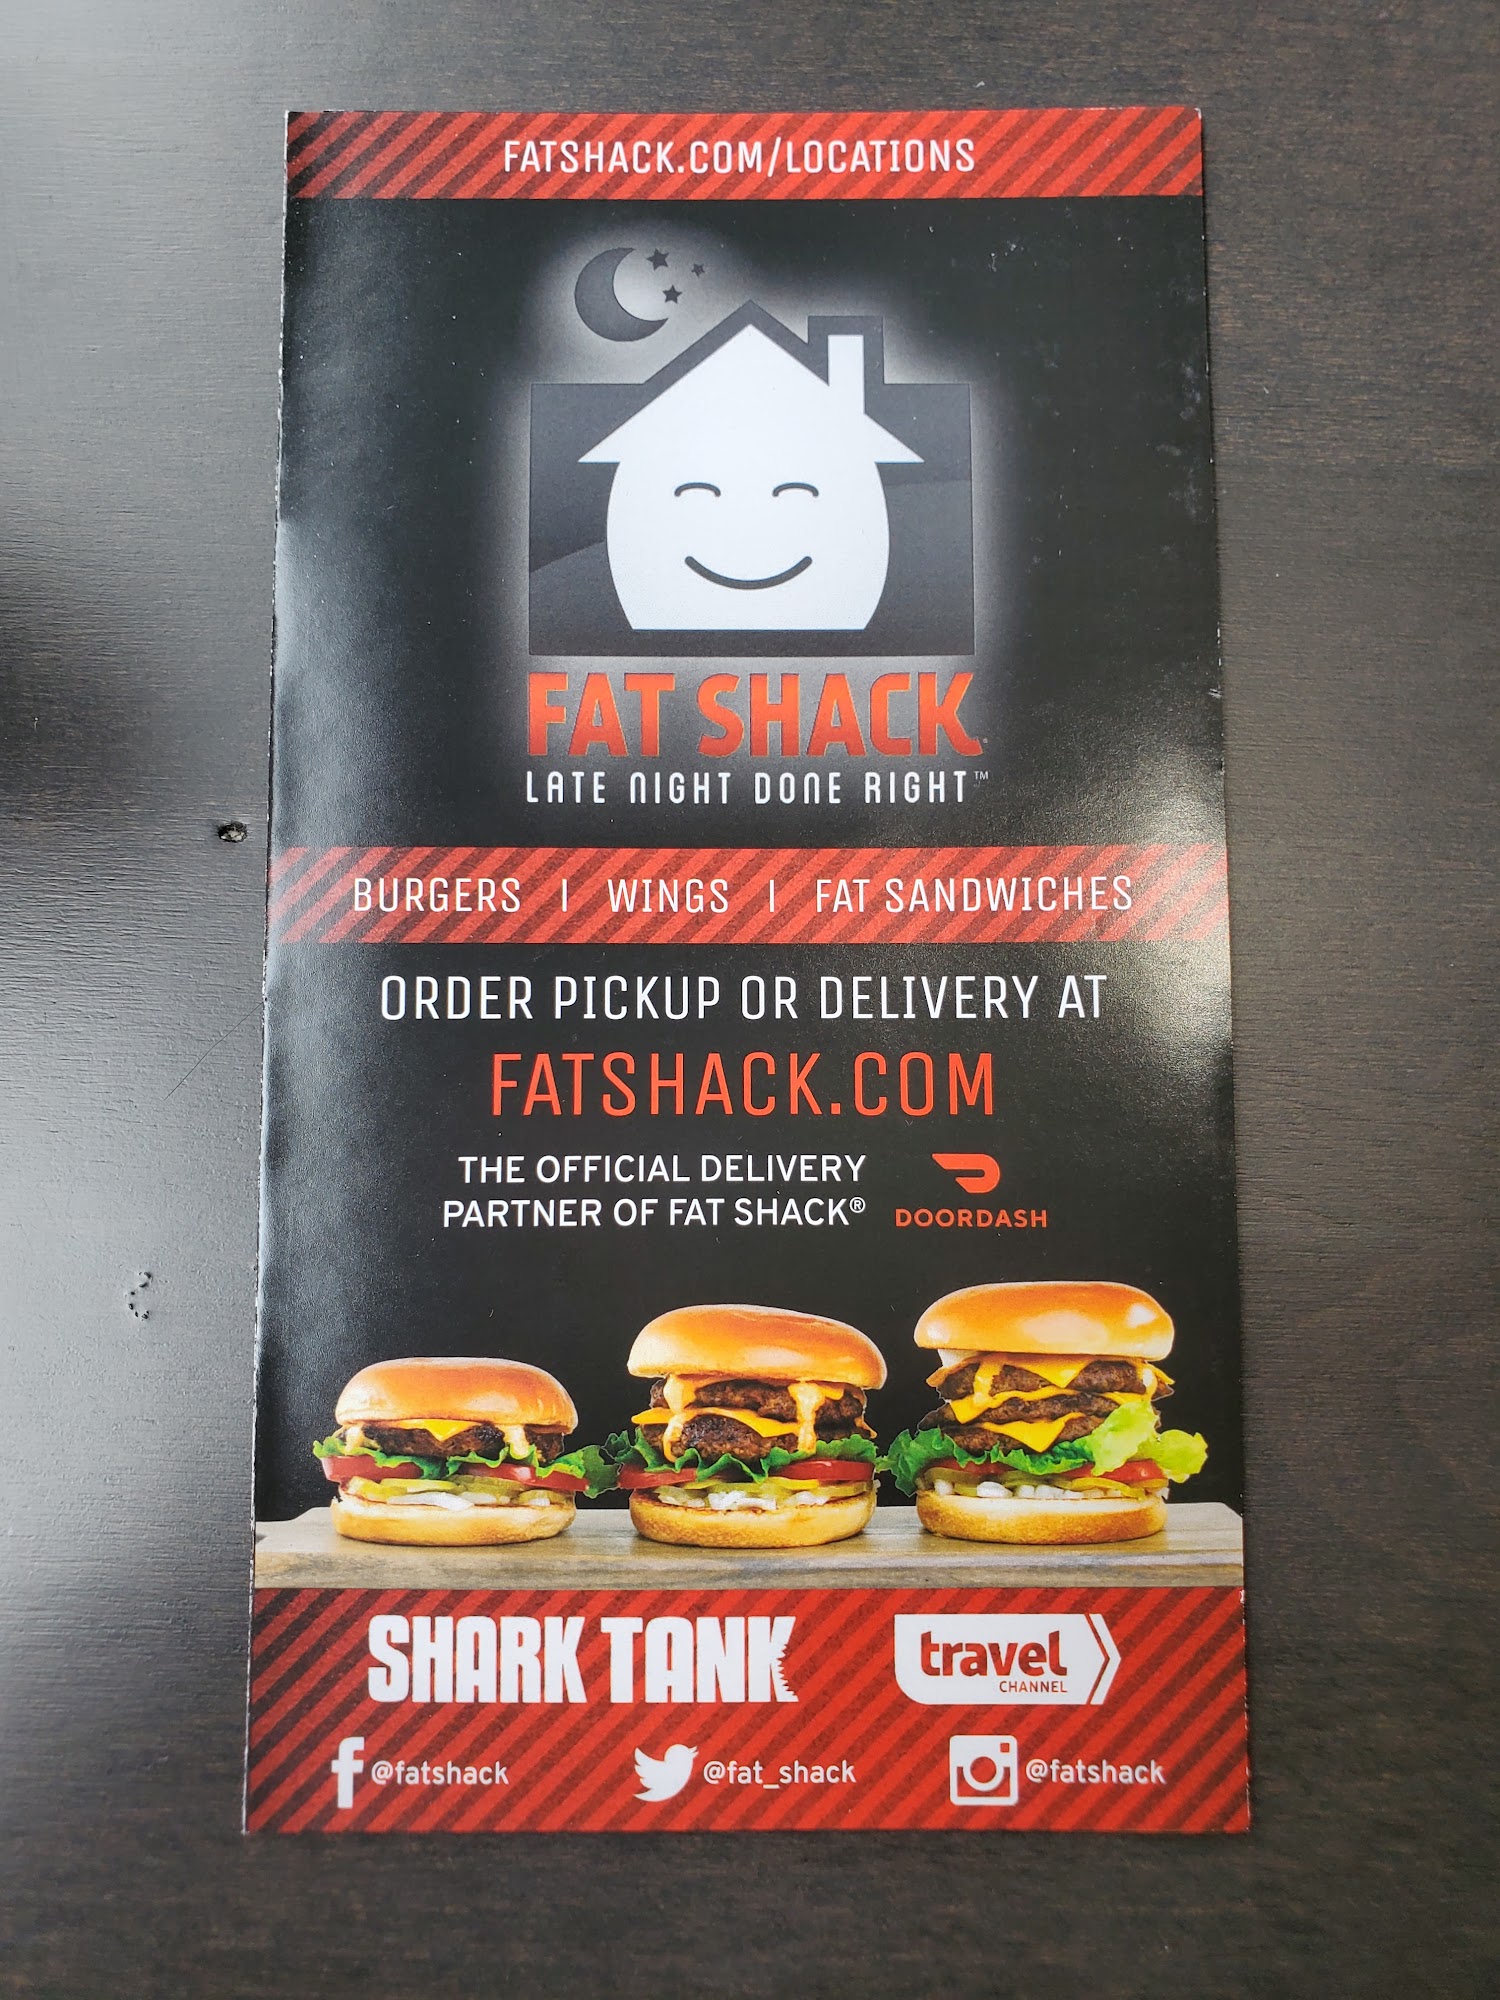 FATSHACK.COM/LOCATIONS
FAT SHACK®
LATE NIGHT DONE RIGHT™
BURGERS | WINGS | FAT SANDWICHES
ORDER PICKUP OR DELIVERY AT
FATSHACK.COM
THE OFFICIAL DELIVERY
PARTNER OF FAT SHACK®
DOORDASH
SHARK TANK
travel
CHANNEL
@fatshack
@fat_shack
@fatshack